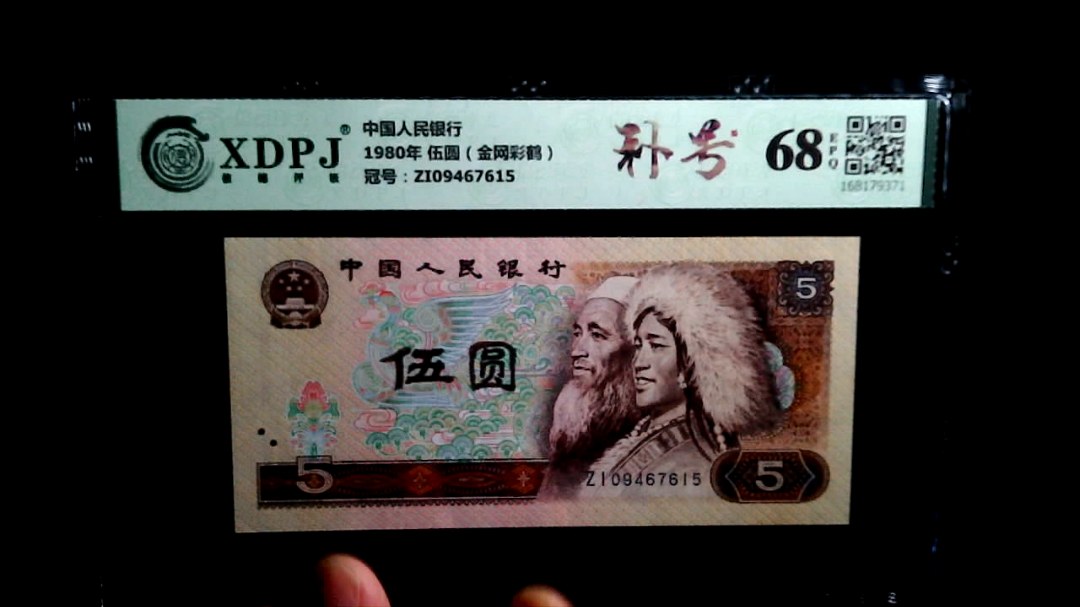 XDPJ®
中国人民银行
1980年 伍圆（金网彩鹤）
冠号：ZI09467615
补号
68
EPQ
168179371
中国人民银行
5
伍圆
5
ZI09467615
5